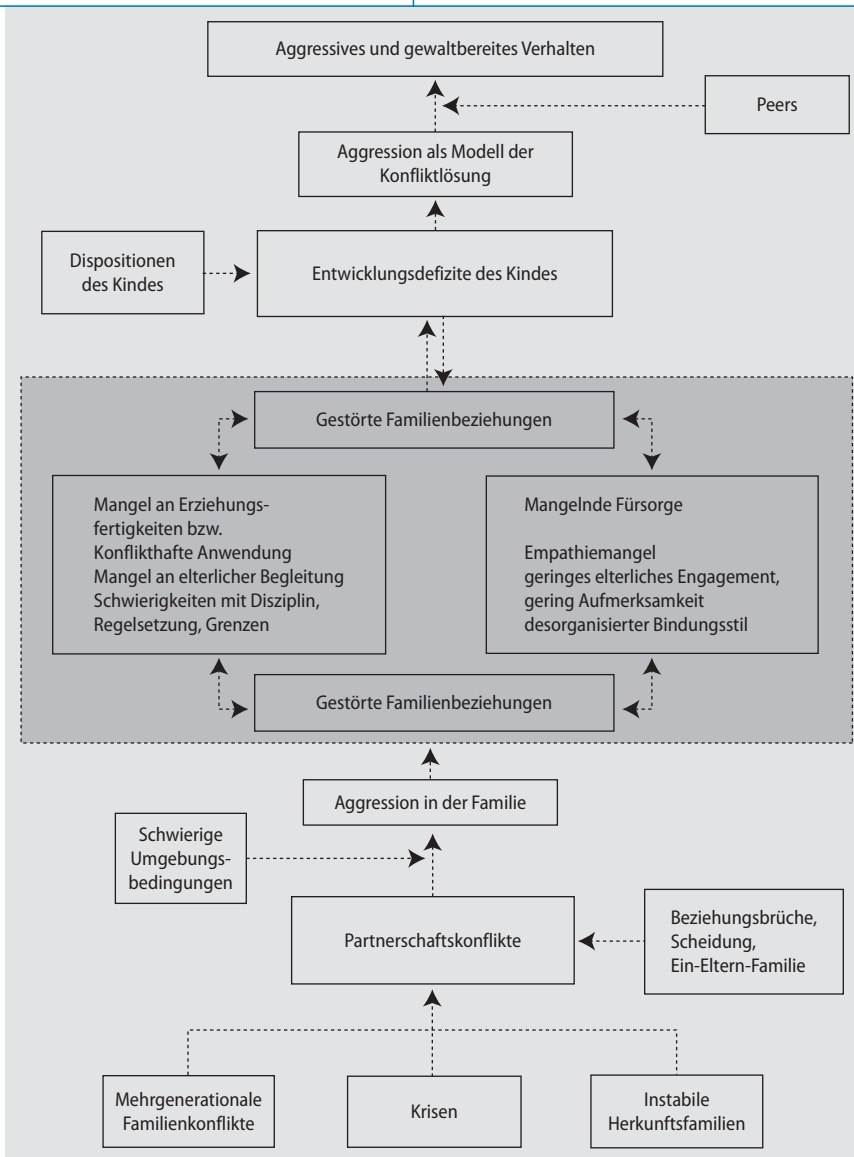 Aggressives und gewaltbereites Verhalten
Peers
Aggression als Modell der
Konfliktlösung
Dispositionen
des Kindes
Entwicklungsdefizite des Kindes
Gestörte Familienbeziehungen
Mangel an Erziehungs-
fertigkeiten bzw.
Konflikthafte Anwendung
Mangel an elterlicher Begleitung
Schwierigkeiten mit Disziplin,
Regelsetzung, Grenzen
Mangelnde Fürsorge
Empathiemangel
geringes elterliches Engagement,
gering Aufmerksamkeit
desorganisierter Bindungsstil
Gestörte Familienbeziehungen
Aggression in der Familie
Schwierige
Umgebungs-
bedingungen
Partnerschaftskonflikte
Beziehungsbrüche,
Scheidung,
Ein-Eltern-Familie
Mehrgenerationale
Familienkonflikte
Krisen
Instabile
Herkunftsfamilien